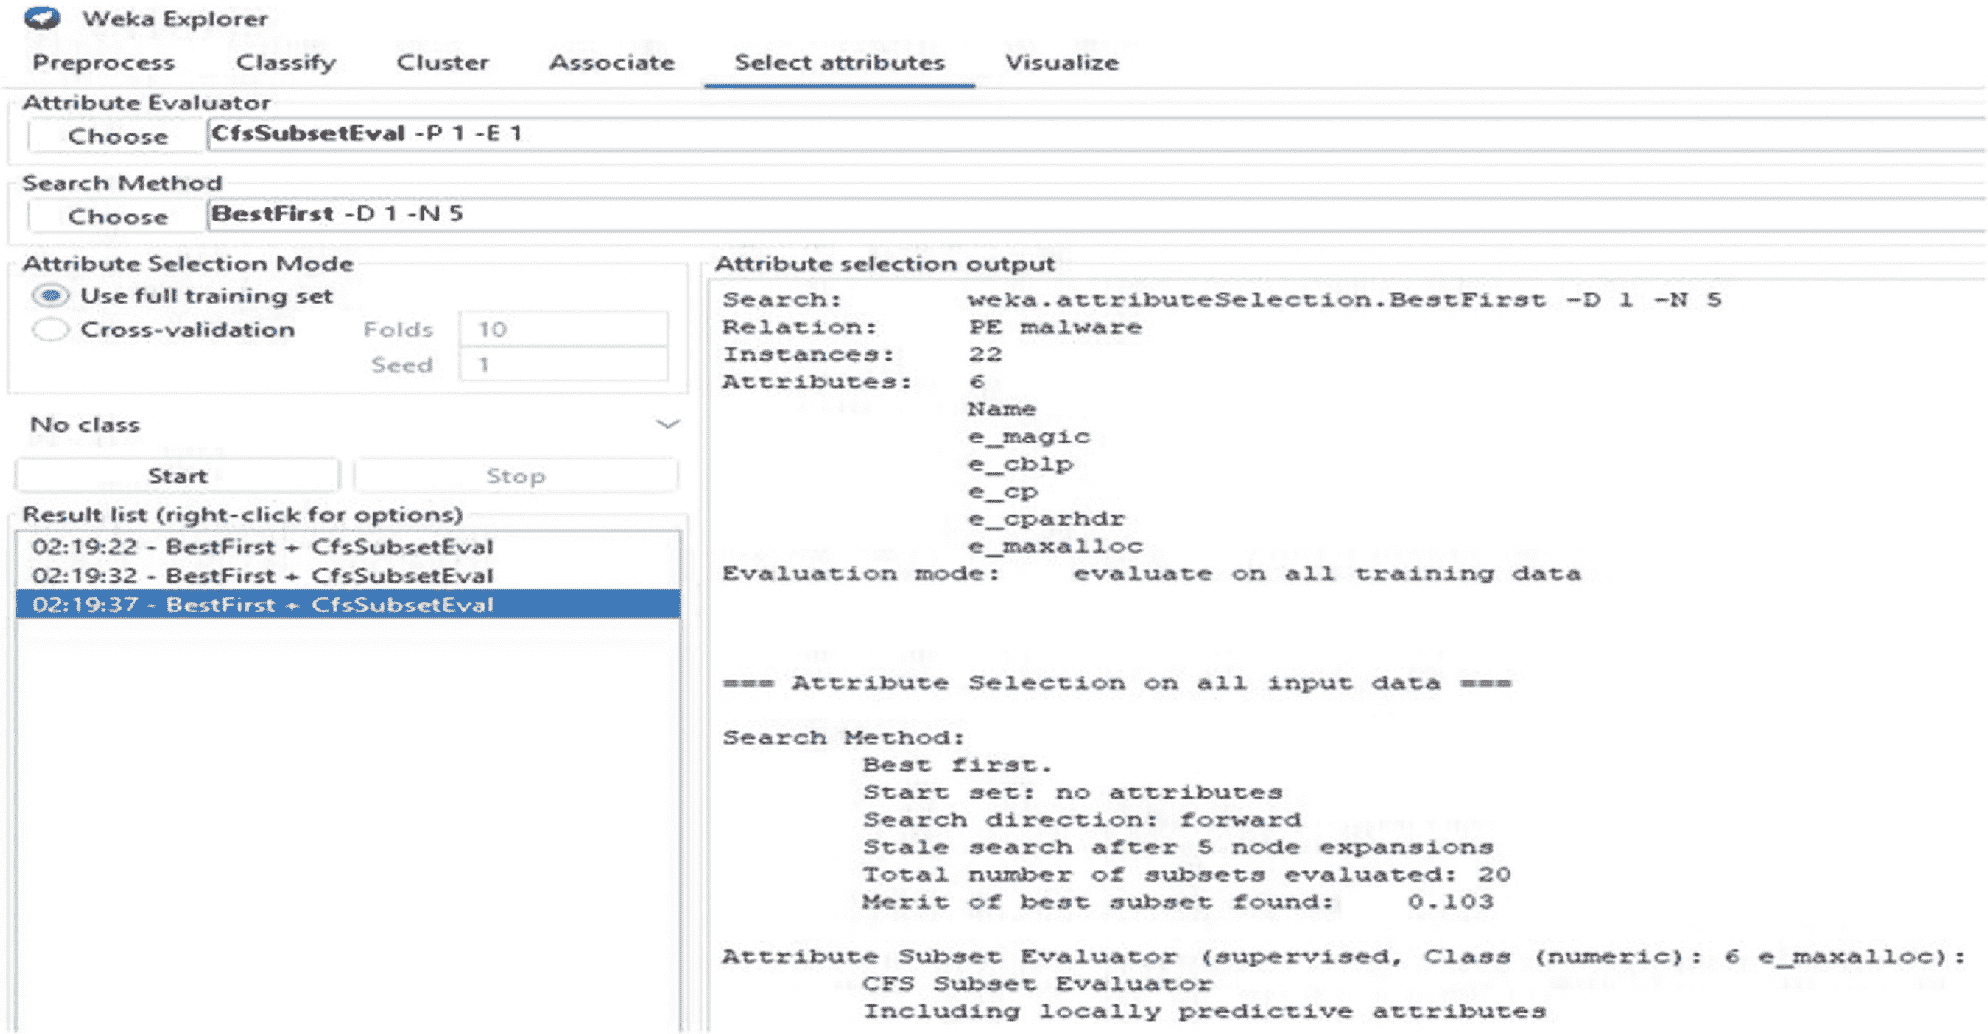 Weka Explorer
Preprocess Classify Cluster Associate Select attributes Visualize
Attribute Evaluator
Choose CfsSubsetEval -P 1 -E 1
Search Method
Choose BestFirst -D 1 -N 5
Attribute Selection Mode
Use full training set
Cross-validation Folds 10
Seed 1
No class
Start Stop
Result list (right-click for options)
02:19:22 - BestFirst + CfsSubsetEval
02:19:32 - BestFirst + CfsSubsetEval
02:19:37 - BestFirst + CfsSubsetEval
Attribute selection output
Search: weka.attributeSelection.BestFirst -D 1 -N 5
Relation: PE malware
Instances: 22
Attributes: 6
Name
e_magic
e_cblp
e_cp
e_cparhdr
e_maxalloc
Evaluation mode: evaluate on all training data
=== Attribute Selection on all input data ===
Search Method:
Best first.
Start set: no attributes
Search direction: forward
Stale search after 5 node expansions
Total number of subsets evaluated: 20
Merit of best subset found: 0.103
Attribute Subset Evaluator (supervised, Class (numeric): 6 e_maxalloc):
CFS Subset Evaluator
Including locally predictive attributes